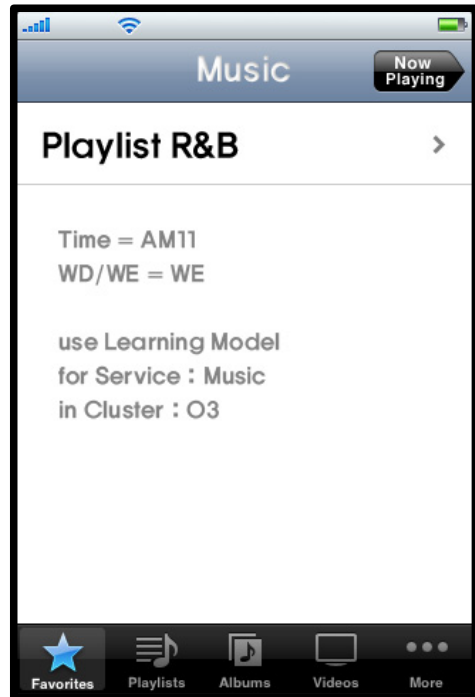 Music
Now
Playing
Playlist R&B
Time = AM11
WD/WE = WE
use Learning Model
for Service : Music
in Cluster : O3
Favorites
Playlists
Albums
Videos
More